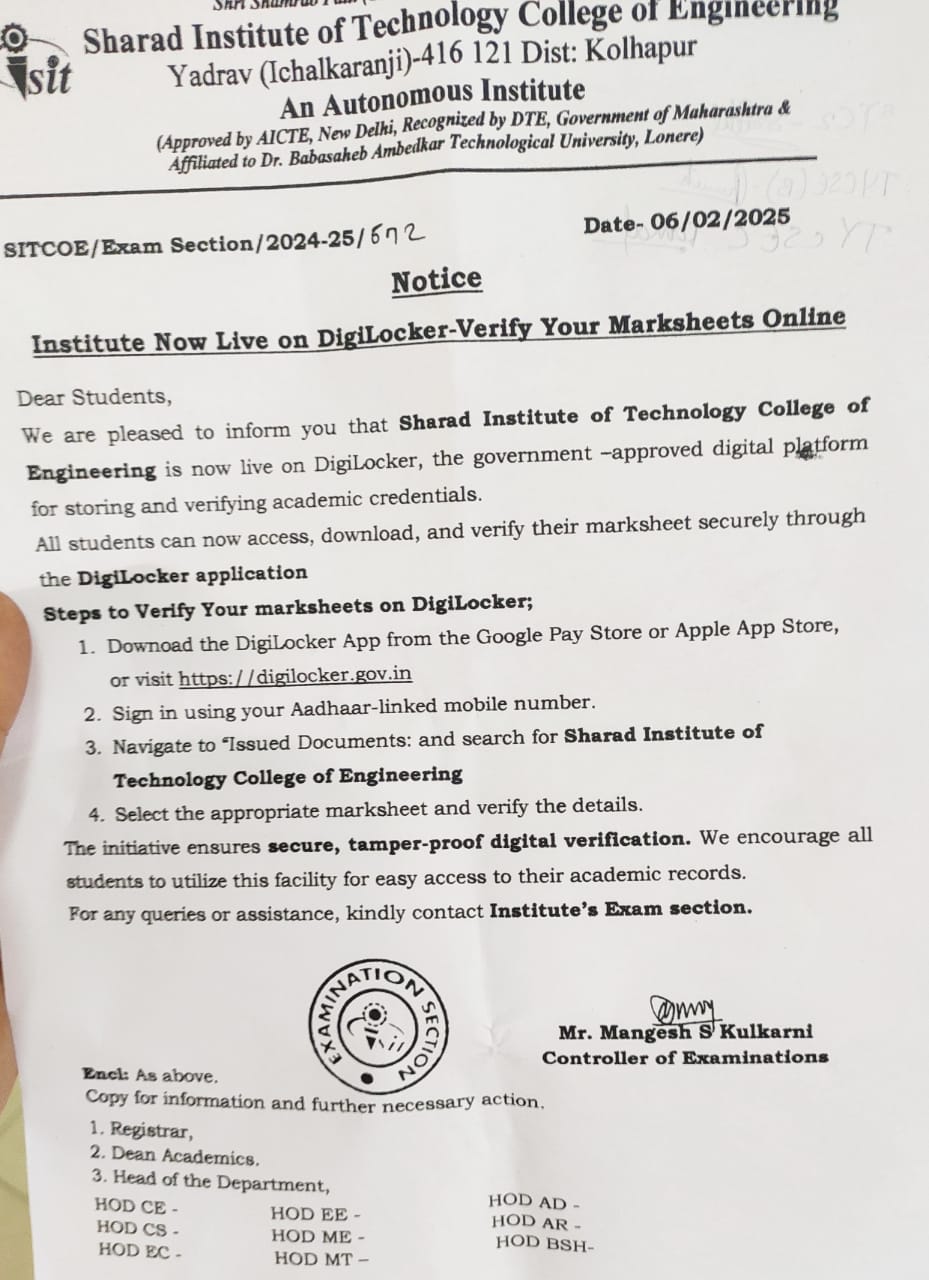 Shri Shamrao
Sharad Institute of Technology College of Engineering
isit
Yadrav (Ichalkaranji)-416 121 Dist: Kolhapur
An Autonomous Institute
(Approved by AICTE, New Delhi, Recognized by DTE, Government of Maharashtra &
Affiliated to Dr. Babasaheb Ambedkar Technological University, Lonere)
SITCOE/Exam Section/2024-25/672
Date- 06/02/2025
Notice
Institute Now Live on DigiLocker-Verify Your Marksheets Online
Dear Students,
We are pleased to inform you that Sharad Institute of Technology College of
Engineering is now live on DigiLocker, the government –approved digital platform
for storing and verifying academic credentials.
All students can now access, download, and verify their marksheet securely through
the DigiLocker application
Steps to Verify Your marksheets on DigiLocker;
1. Downoad the DigiLocker App from the Google Pay Store or Apple App Store,
or visit https://digilocker.gov.in
2. Sign in using your Aadhaar-linked mobile number.
3. Navigate to “Issued Documents: and search for Sharad Institute of
Technology College of Engineering
4. Select the appropriate marksheet and verify the details.
The initiative ensures secure, tamper-proof digital verification. We encourage all
students to utilize this facility for easy access to their academic records.
For any queries or assistance, kindly contact Institute's Exam section.
EXAMINATION SECTION
Mr. Mangesh S Kulkarni
Controller of Examinations
Encl: As above.
Copy for information and further necessary action.
1. Registrar,
2. Dean Academics.
3. Head of the Department,
HOD CE - HOD EE - HOD AD -
HOD CS - HOD ME - HOD AR -
HOD EC - HOD MT – HOD BSH-